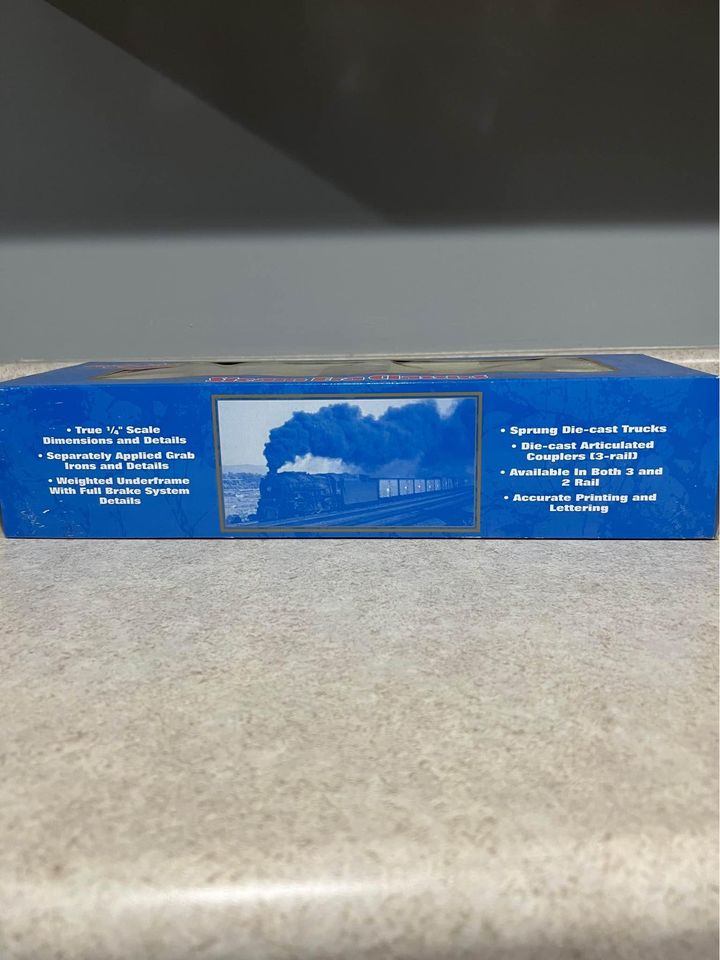 • True ¼" Scale
Dimensions and Details
• Separately Applied Grab
Irons and Details
• Weighted Underframe
With Full Brake System
Details
• Sprung Die-cast Trucks
• Die-cast Articulated
Couplers (3-rail)
• Available In Both 3 and
2 Rail
• Accurate Printing and
Lettering